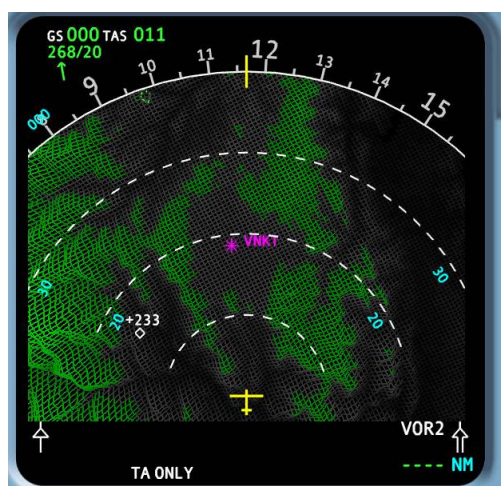 GS 000 TAS 011
268/20
9 10 11 12 13 14 15
VNKT
30 30
20 20
+233
VOR2
---- NM
TA ONLY